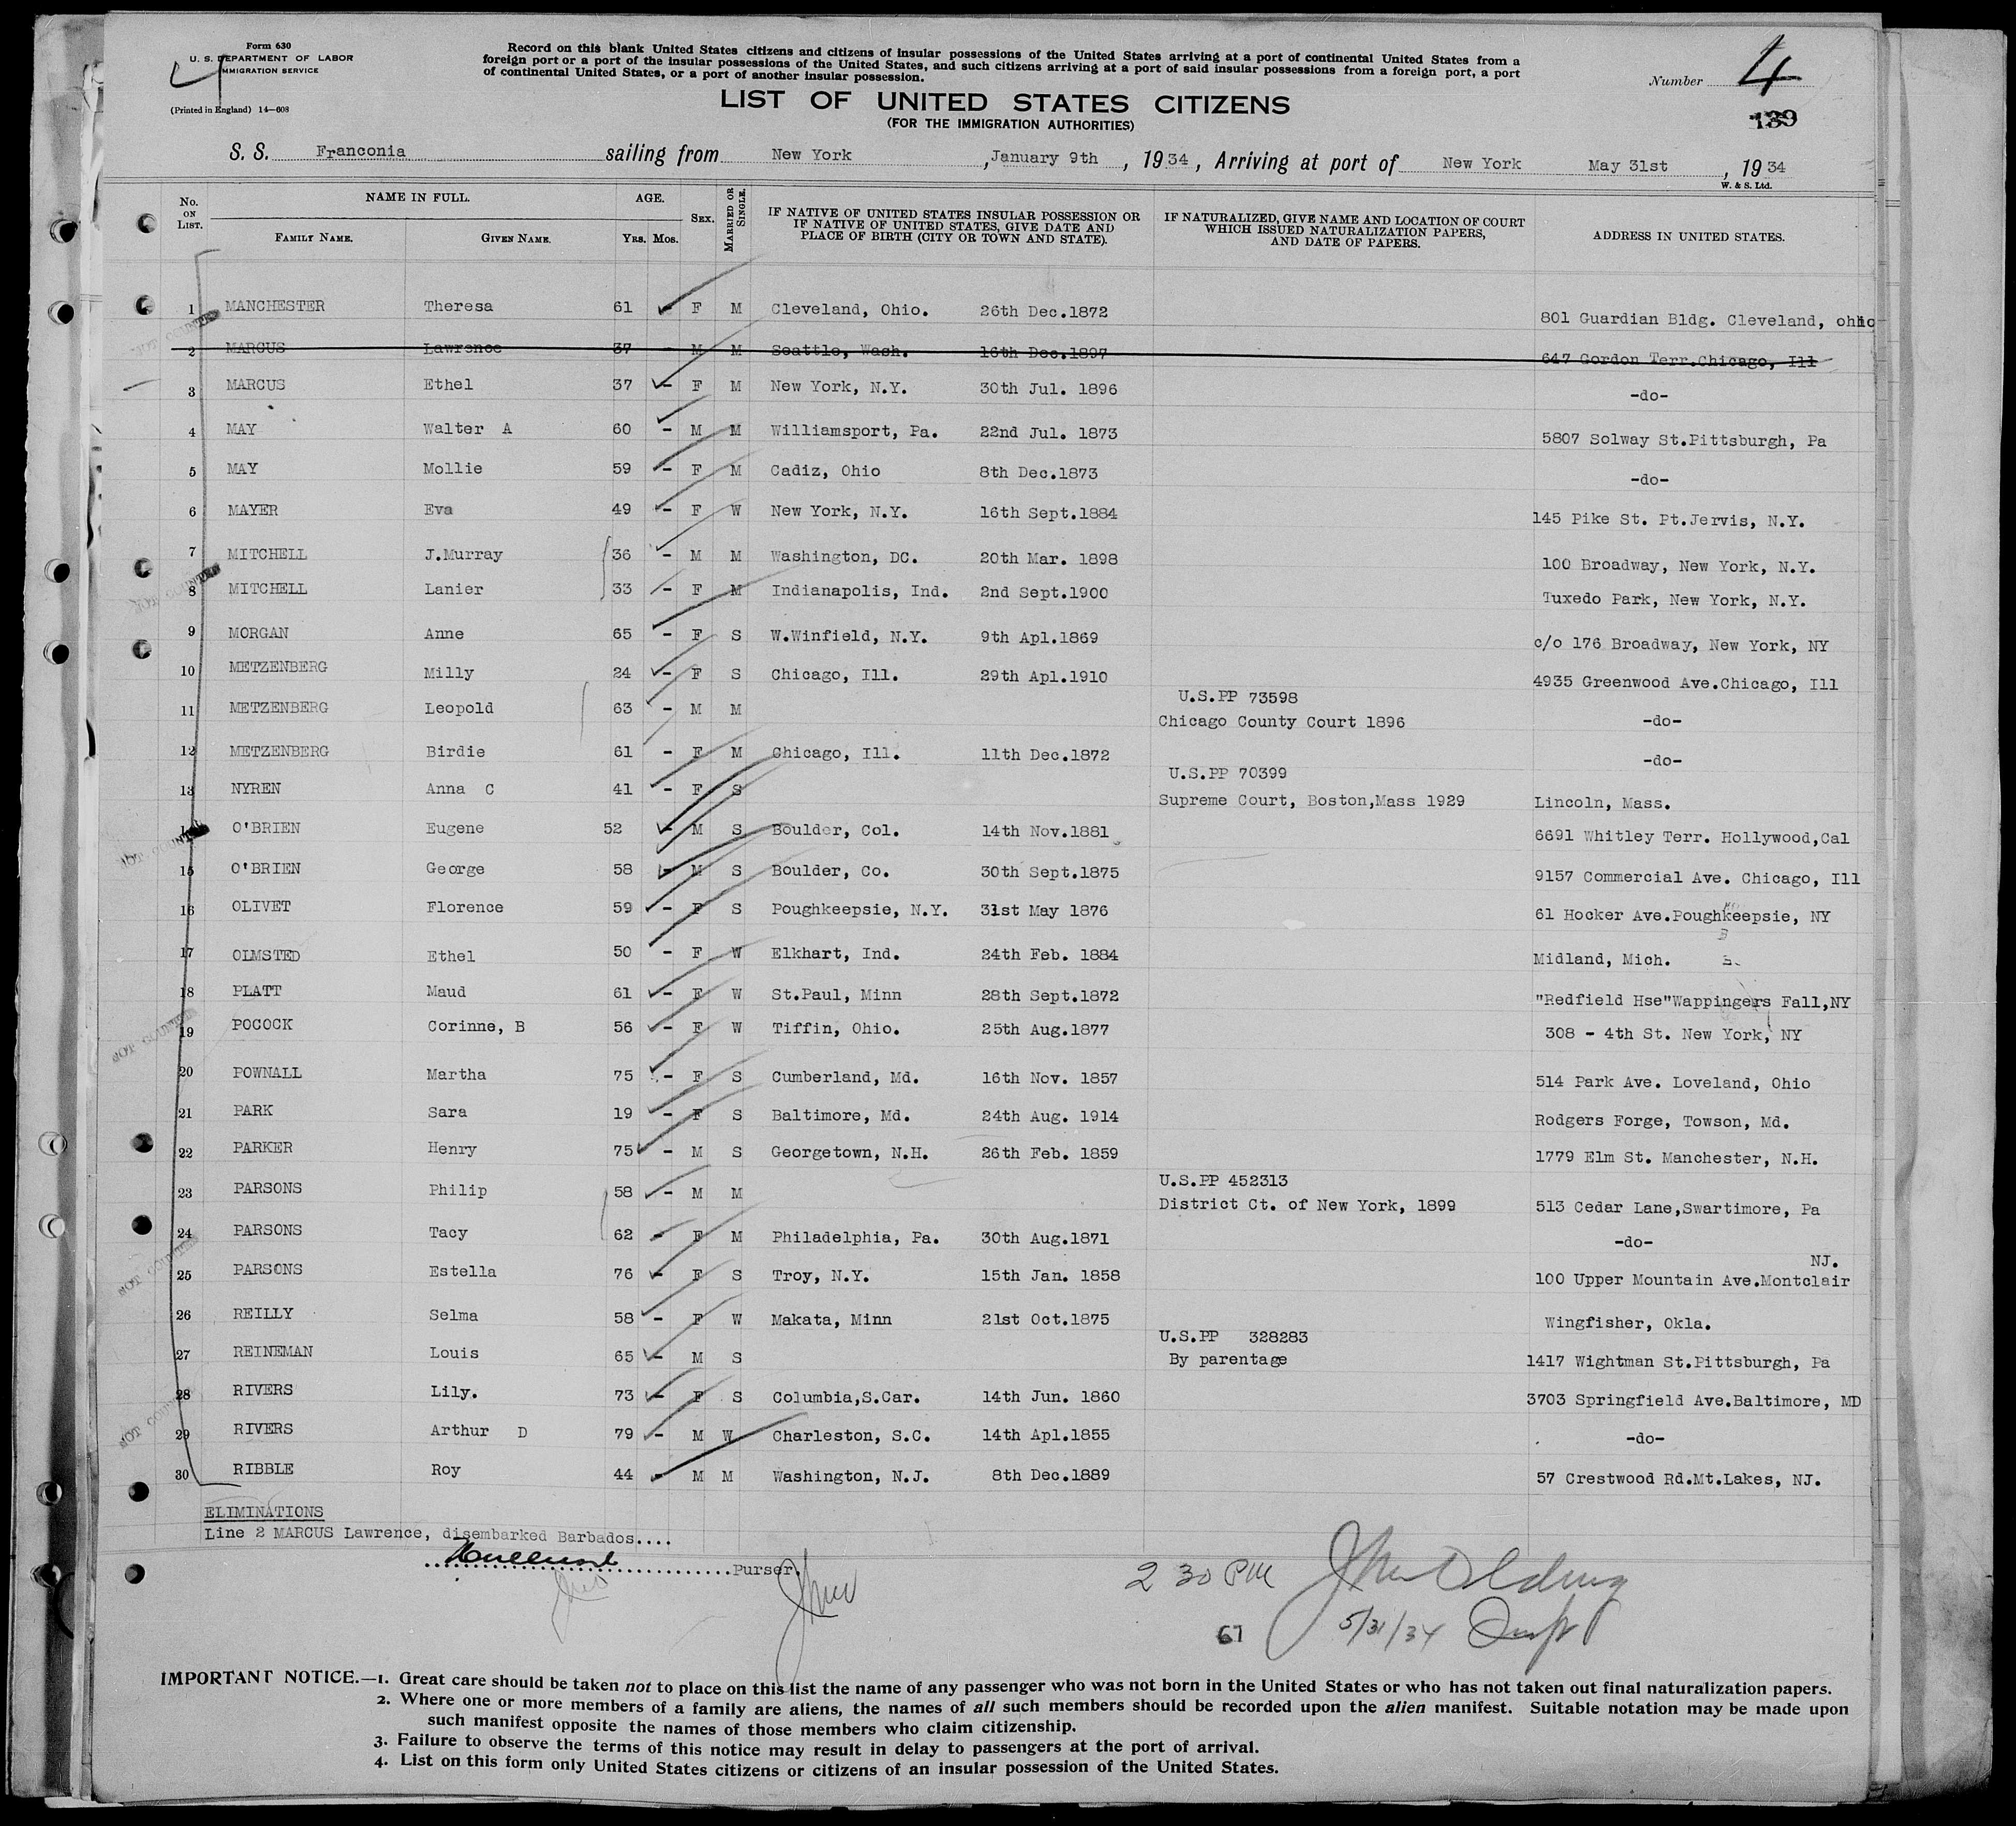 Form 630
U. S. DEPARTMENT OF LABOR
IMMIGRATION SERVICE
(Printed in England) 14—608
Record on this blank United States citizens and citizens of insular possessions of the United States arriving at a port of continental United States from a
foreign port or a port of the insular possessions of the United States, and such citizens arriving at a port of said insular possessions from a foreign port, a port
of continental United States, or a port of another insular possession.
Number 4
LIST OF UNITED STATES CITIZENS
(FOR THE IMMIGRATION AUTHORITIES)
139
S. S. Franconia sailing from New York , January 9th , 1934 , Arriving at port of New York May 31st , 1934
W. & S. Ltd.
No. ON LIST. NAME IN FULL. AGE. SEX. MARRIED OR SINGLE. IF NATIVE OF UNITED STATES INSULAR POSSESSION OR IF NATIVE OF UNITED STATES, GIVE DATE AND PLACE OF BIRTH (CITY OR TOWN AND STATE). IF NATURALIZED, GIVE NAME AND LOCATION OF COURT WHICH ISSUED NATURALIZATION PAPERS, AND DATE OF PAPERS. ADDRESS IN UNITED STATES.
FAMILY NAME. GIVEN NAME. YRS. MOS.
1 MANCHESTER Theresa 61 - F M Cleveland, Ohio. 26th Dec.1872 801 Guardian Bldg. Cleveland, ohio
2 MARCUS Lawrence 37 - M M Seattle, Wash. 16th Dec.1897 647 Gordon Terr.Chicago, Ill
3 MARCUS Ethel 37 - F M New York, N.Y. 30th Jul. 1896 -do-
4 MAY Walter A 60 - M M Williamsport, Pa. 22nd Jul. 1873 5807 Solway St.Pittsburgh, Pa
5 MAY Mollie 59 - F M Cadiz, Ohio 8th Dec.1873 -do-
6 MAYER Eva 49 - F W New York, N.Y. 16th Sept.1884 145 Pike St. Pt.Jervis, N.Y.
7 MITCHELL J.Murray 36 - M M Washington, DC. 20th Mar. 1898 100 Broadway, New York, N.Y.
8 MITCHELL Lanier 33 - F M Indianapolis, Ind. 2nd Sept.1900 Tuxedo Park, New York, N.Y.
9 MORGAN Anne 65 - F S W.Winfield, N.Y. 9th Apl.1869 c/o 176 Broadway, New York, NY
10 METZENBERG Milly 24 - F S Chicago, Ill. 29th Apl.1910 4935 Greenwood Ave.Chicago, Ill
U.S.PP 73598
11 METZENBERG Leopold 63 - M M Chicago County Court 1896 -do-
12 METZENBERG Birdie 61 - F M Chicago, Ill. 11th Dec.1872 -do-
U.S.PP 70399
13 NYREN Anna C 41 - F S Supreme Court, Boston,Mass 1929 Lincoln, Mass.
14 O'BRIEN Eugene 52 - M S Boulder, Col. 14th Nov.1881 6691 Whitley Terr. Hollywood,Cal
15 O'BRIEN George 58 - M S Boulder, Co. 30th Sept.1875 9157 Commercial Ave. Chicago, Ill
16 OLIVET Florence 59 - F S Poughkeepsie, N.Y. 31st May 1876 61 Hooker Ave.Poughkeepsie, NY
17 OLMSTED Ethel 50 - F W Elkhart, Ind. 24th Feb. 1884 Midland, Mich.
18 PLATT Maud 61 - F W St.Paul, Minn 28th Sept.1872 "Redfield Hse"Wappingers Fall,NY
19 POCOCK Corinne, B 56 - F W Tiffin, Ohio. 25th Aug.1877 308 - 4th St. New York, NY
20 POWNALL Martha 75 - F S Cumberland, Md. 16th Nov. 1857 514 Park Ave. Loveland, Ohio
21 PARK Sara 19 - F S Baltimore, Md. 24th Aug. 1914 Rodgers Forge, Towson, Md.
22 PARKER Henry 75 - M S Georgetown, N.H. 26th Feb. 1859 1779 Elm St. Manchester, N.H.
U.S.PP 452313
23 PARSONS Philip 58 - M M District Ct. of New York, 1899 513 Cedar Lane,Swartimore, Pa
24 PARSONS Tacy 62 - F M Philadelphia, Pa. 30th Aug.1871 -do-
NJ.
25 PARSONS Estella 76 - F S Troy, N.Y. 15th Jan. 1858 100 Upper Mountain Ave.Montclair
26 REILLY Selma 58 - F W Makata, Minn 21st Oct.1875 Wingfisher, Okla.
U.S.PP 328283
27 REINEMAN Louis 65 - M S By parentage 1417 Wightman St.Pittsburgh, Pa
28 RIVERS Lily. 73 - F S Columbia,S.Car. 14th Jun. 1860 3703 Springfield Ave.Baltimore, MD
29 RIVERS Arthur D 79 - M W Charleston, S.C. 14th Apl.1855 -do-
30 RIBBLE Roy 44 - M M Washington, N.J. 8th Dec.1889 57 Crestwood Rd.Mt.Lakes, NJ.
NOT COUNTED
ELIMINATIONS
Line 2 MARCUS Lawrence, disembarked Barbados....
Purser.
2 30 PM
67 5/31/34
IMPORTANT NOTICE.—1. Great care should be taken not to place on this list the name of any passenger who was not born in the United States or who has not taken out final naturalization papers.
2. Where one or more members of a family are aliens, the names of all such members should be recorded upon the alien manifest. Suitable notation may be made upon
such manifest opposite the names of those members who claim citizenship.
3. Failure to observe the terms of this notice may result in delay to passengers at the port of arrival.
4. List on this form only United States citizens or citizens of an insular possession of the United States.